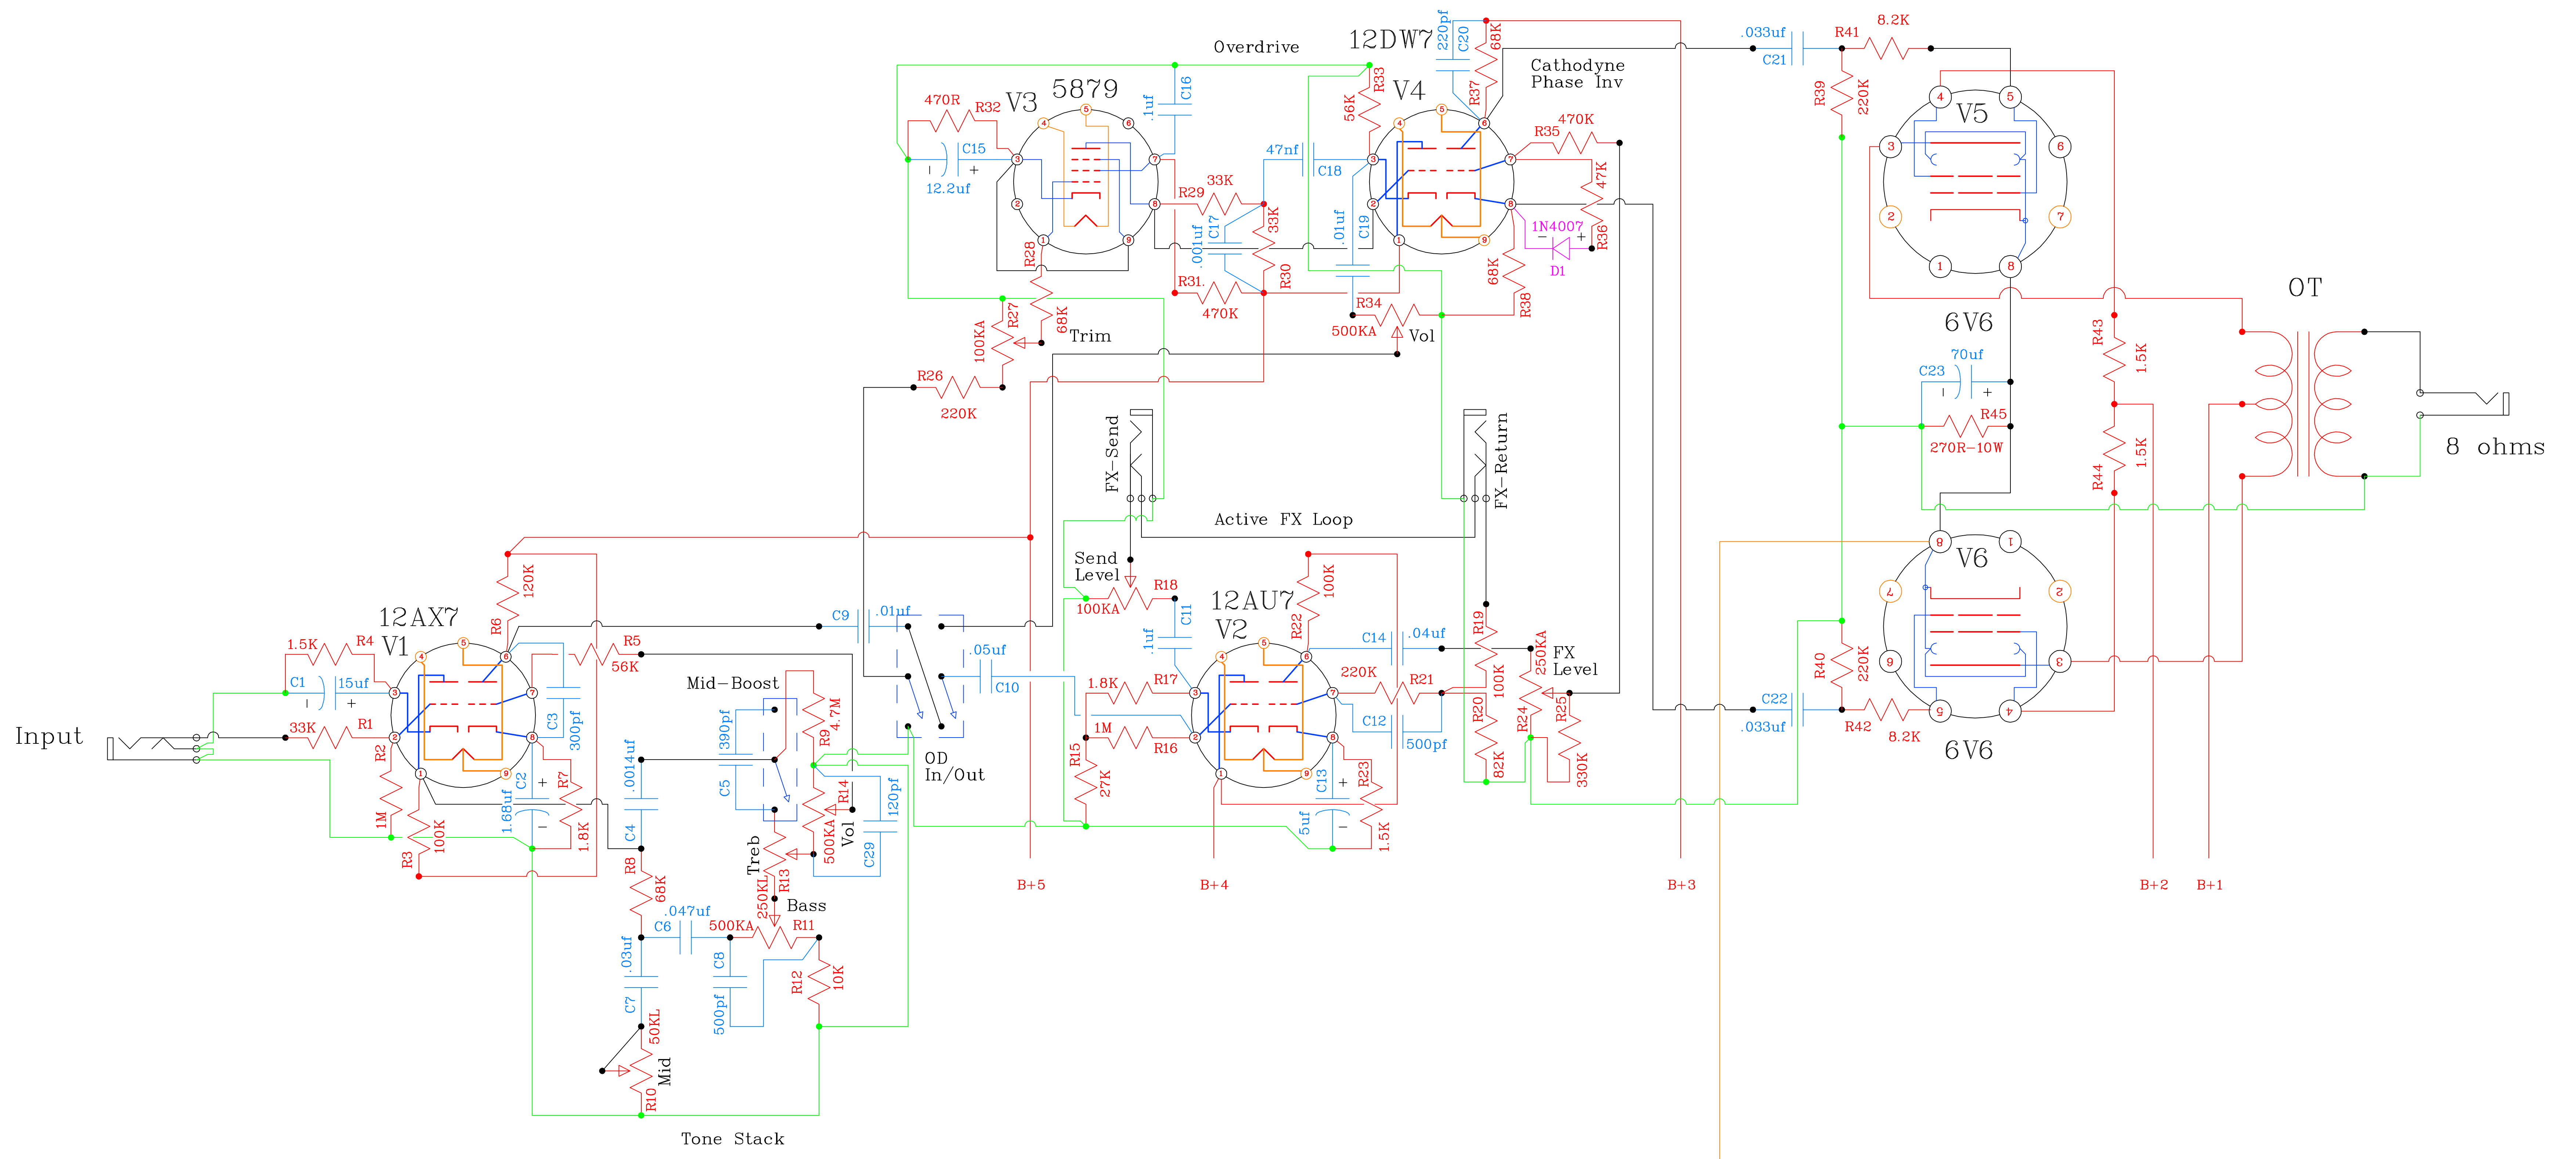 Overdrive
12DW7
220pf
C20
68K
R37
Cathodyne
Phase Inv
.033uf
C21
R41
8.2K
R39
220K
V5
V3
5879
470R
R32
C15
12.2uf
- +
.1uf
C16
R33
56K
V4
47nf
C18
R35
470K
47K
R36
1N4007
- +
D1
68K
R38
R29
33K
C17
.001uf
33K
R30
R31
470K
.01uf
C19
R34
500KA
Vol
R28
68K
R27
100KA
Trim
R26
220K
6V6
70uf
C23
- +
R45
270R-10W
R43
1.5K
R44
1.5K
OT
8 ohms
FX-Send
FX-Return
Active FX Loop
Send
Level
R18
100KA
C11
.1uf
12AU7
V2
R22
100K
C14
.04uf
R19
100K
220K
R21
C12
500pf
R20
82K
FX
Level
250KA
R24
R25
330K
1.8K
R17
1M
R16
R15
27K
C13
5uf
+
-
R23
1.5K
V6
6V6
R40
220K
C22
.033uf
R42
8.2K
Input
12AX7
V1
1.5K
R4
C1
15uf
- +
33K
R1
R2
1M
R3
100K
R6
120K
R5
56K
C3
300pf
C2
1.68uf
+
-
R7
1.8K
C9
.01uf
.05uf
C10
OD
In/Out
Mid-Boost
390pf
C5
R9
4.7M
R14
500KA
Vol
120pf
C29
.0014uf
C4
R8
68K
Treb
R13
250KL
Bass
.047uf
C6
500KA
R11
.03uf
C7
C8
500pf
R12
10K
50KL
Mid
R10
Tone Stack
B+5
B+4
B+3
B+2
B+1